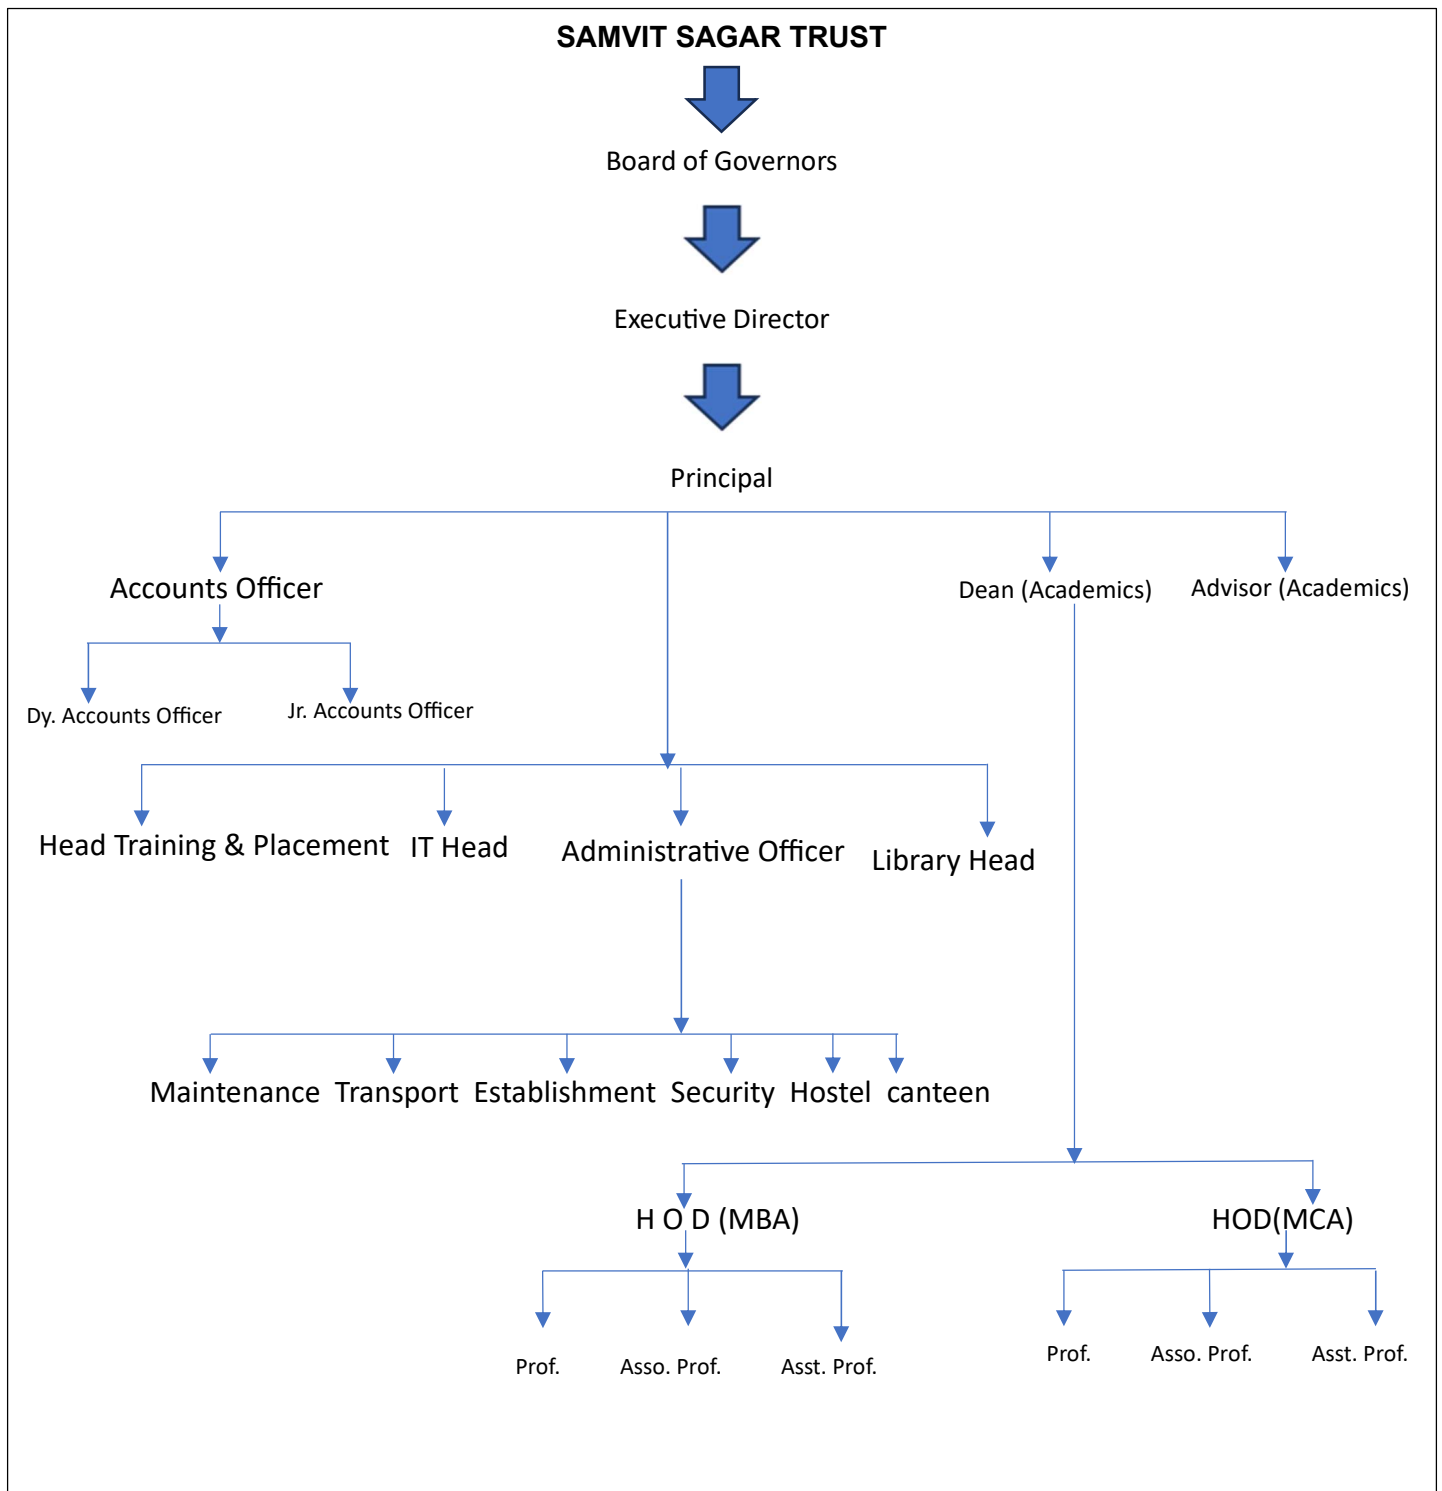 SAMVIT SAGAR TRUST
Board of Governors
Executive Director
Principal
Accounts Officer
Dean (Academics)
Advisor (Academics)
Dy. Accounts Officer
Jr. Accounts Officer
Head Training & Placement
IT Head
Administrative Officer
Library Head
Maintenance
Transport
Establishment
Security
Hostel
canteen
H O D (MBA)
HOD(MCA)
Prof.
Asso. Prof.
Asst. Prof.
Prof.
Asso. Prof.
Asst. Prof.